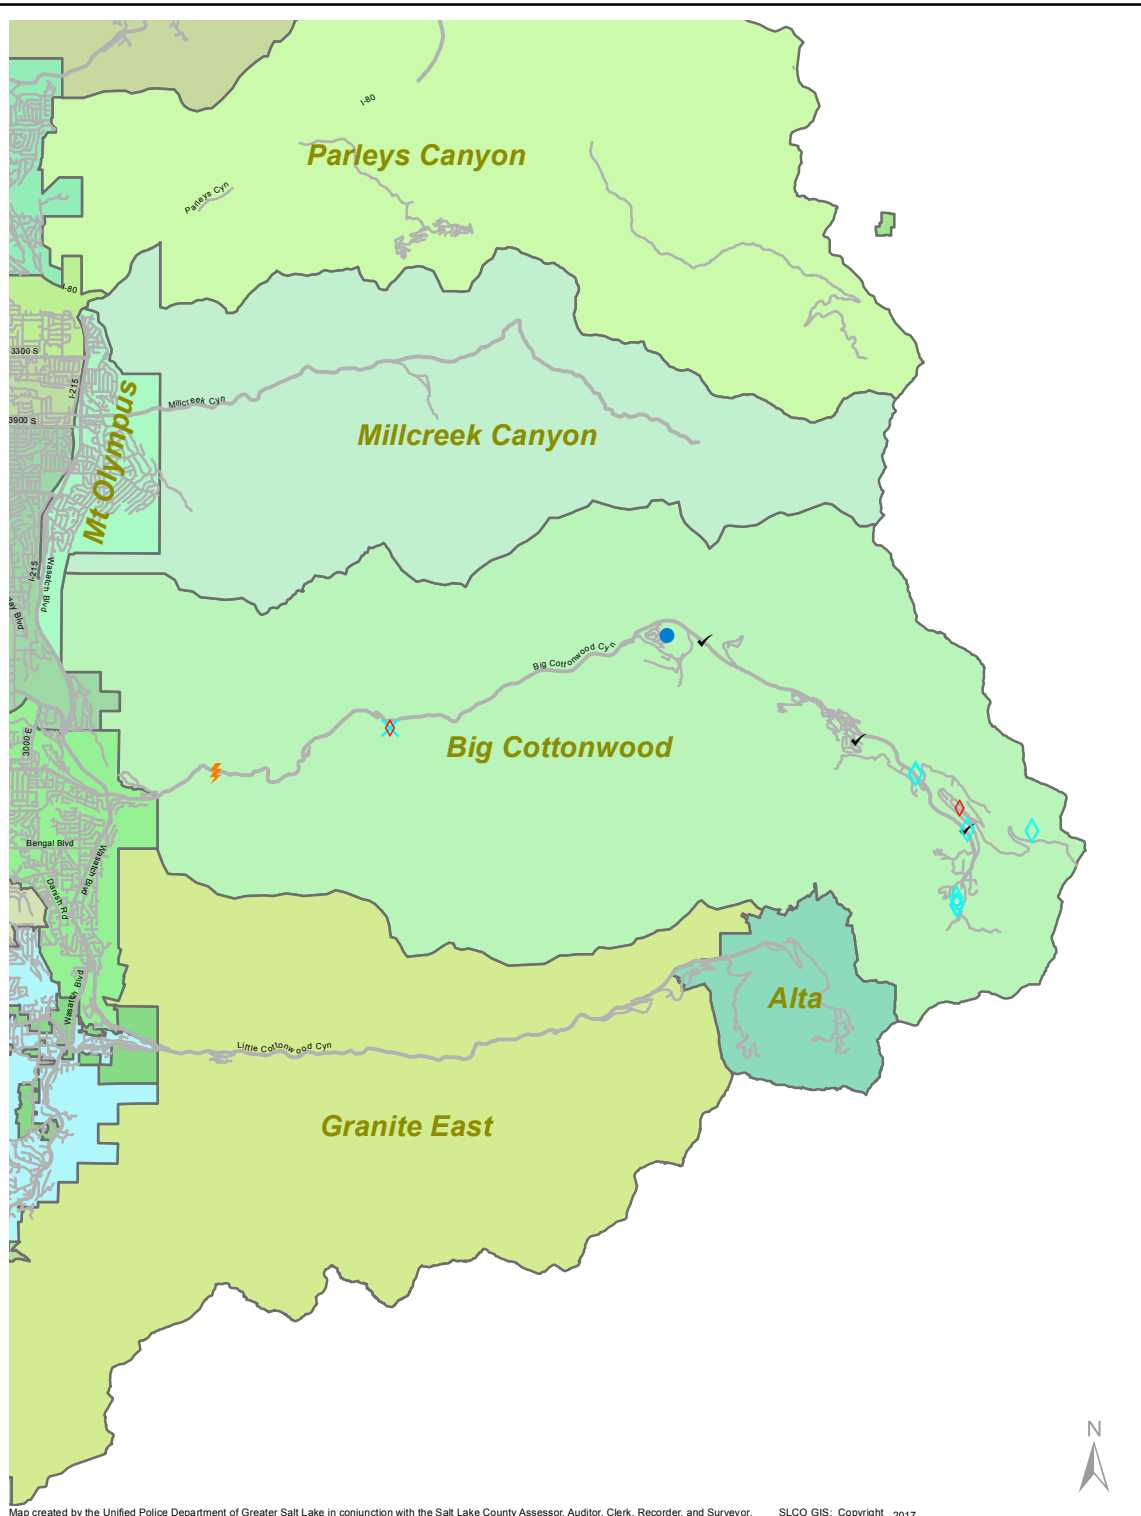 I-80
Parleys Canyon
Parleys Cyn
I-80
3300 S
I-215
Mt Olympus
Millcreek Cyn
3900 S
Millcreek Canyon
I-215
Wasatch Blvd
ay Blvd
Big Cottonwood Cyn
3000 E
Big Cottonwood
Bengal Blvd
Wasatch Blvd
Danish Rd
Wasatch Blvd
Alta
Little Cottonwood Cyn
Granite East
N
Map created by the Unified Police Department of Greater Salt Lake in conjunction with the Salt Lake County Assessor, Auditor, Clerk, Recorder, and Surveyor. SLCO GIS: Copyright 2017